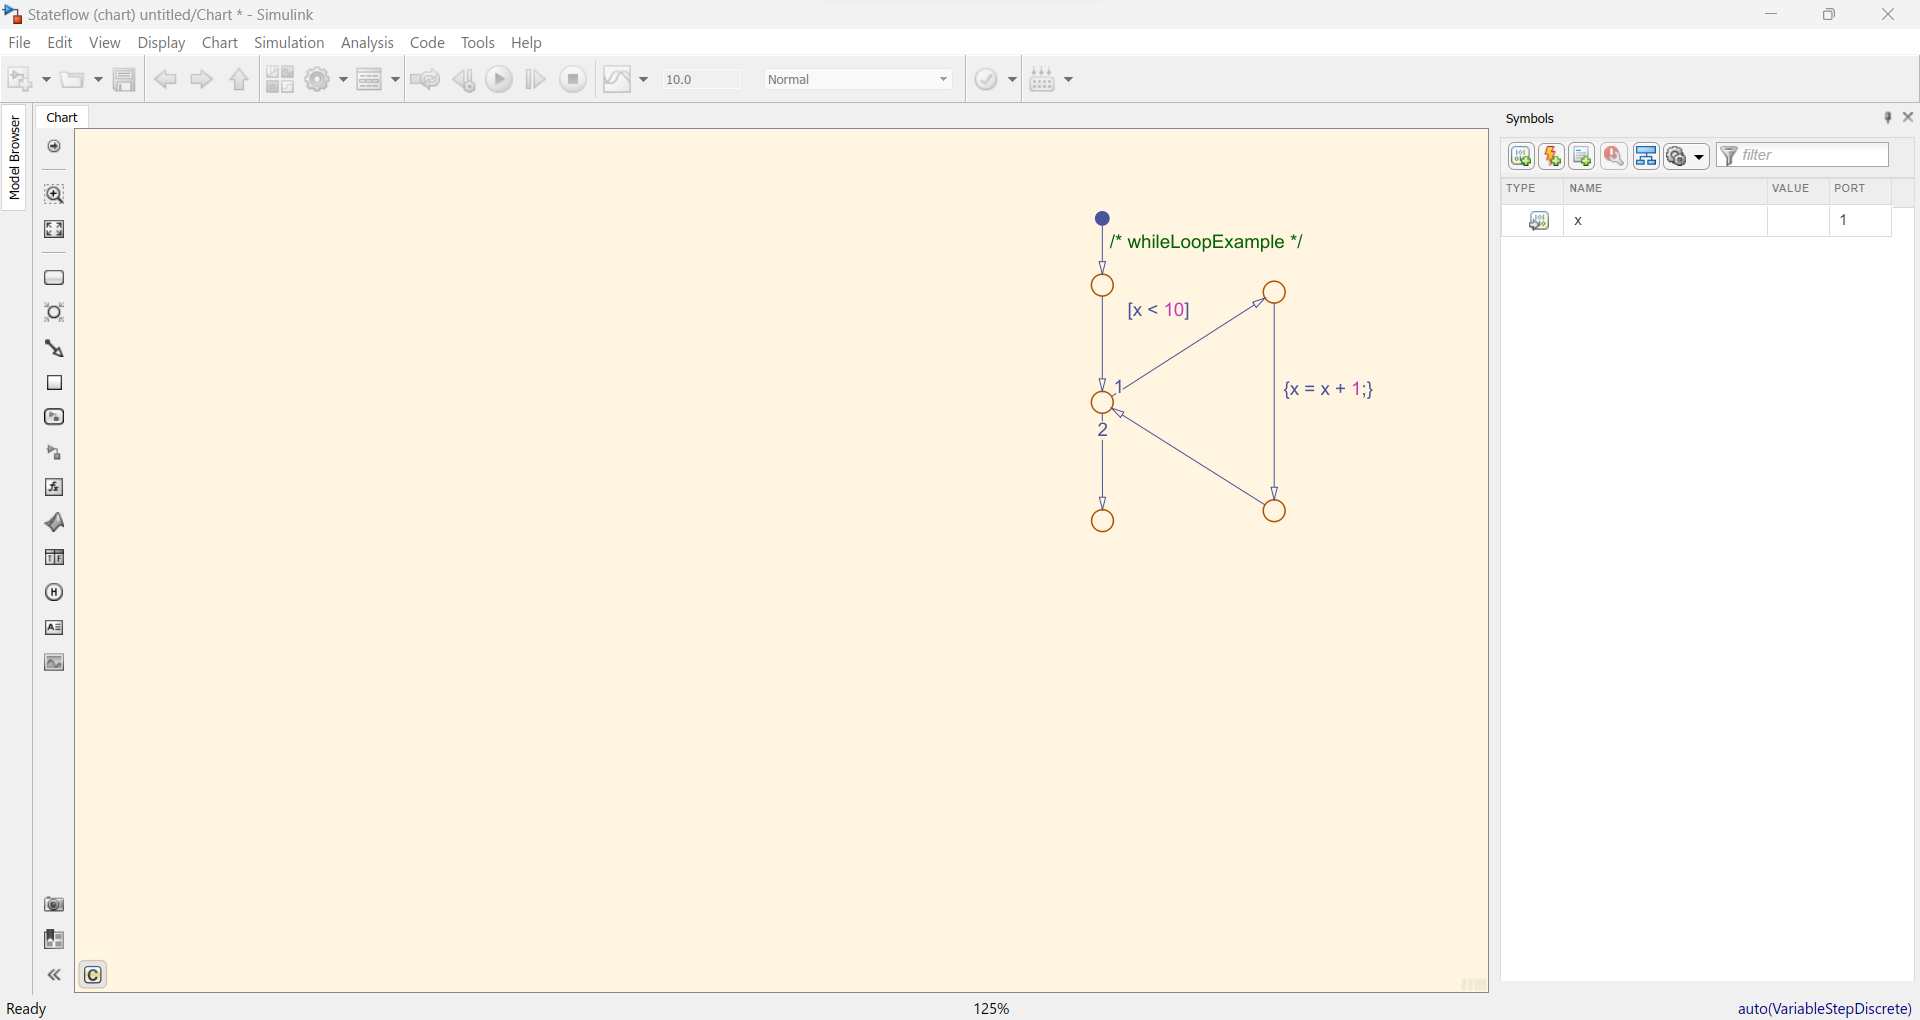 Stateflow (chart) untitled/Chart * - Simulink
File Edit View Display Chart Simulation Analysis Code Tools Help
10.0 Normal
Model Browser
Chart
Symbols
filter
TYPE NAME VALUE PORT
x 1
/* whileLoopExample */
[x < 10]
1
{x = x + 1;}
2
Ready 125% auto(VariableStepDiscrete)